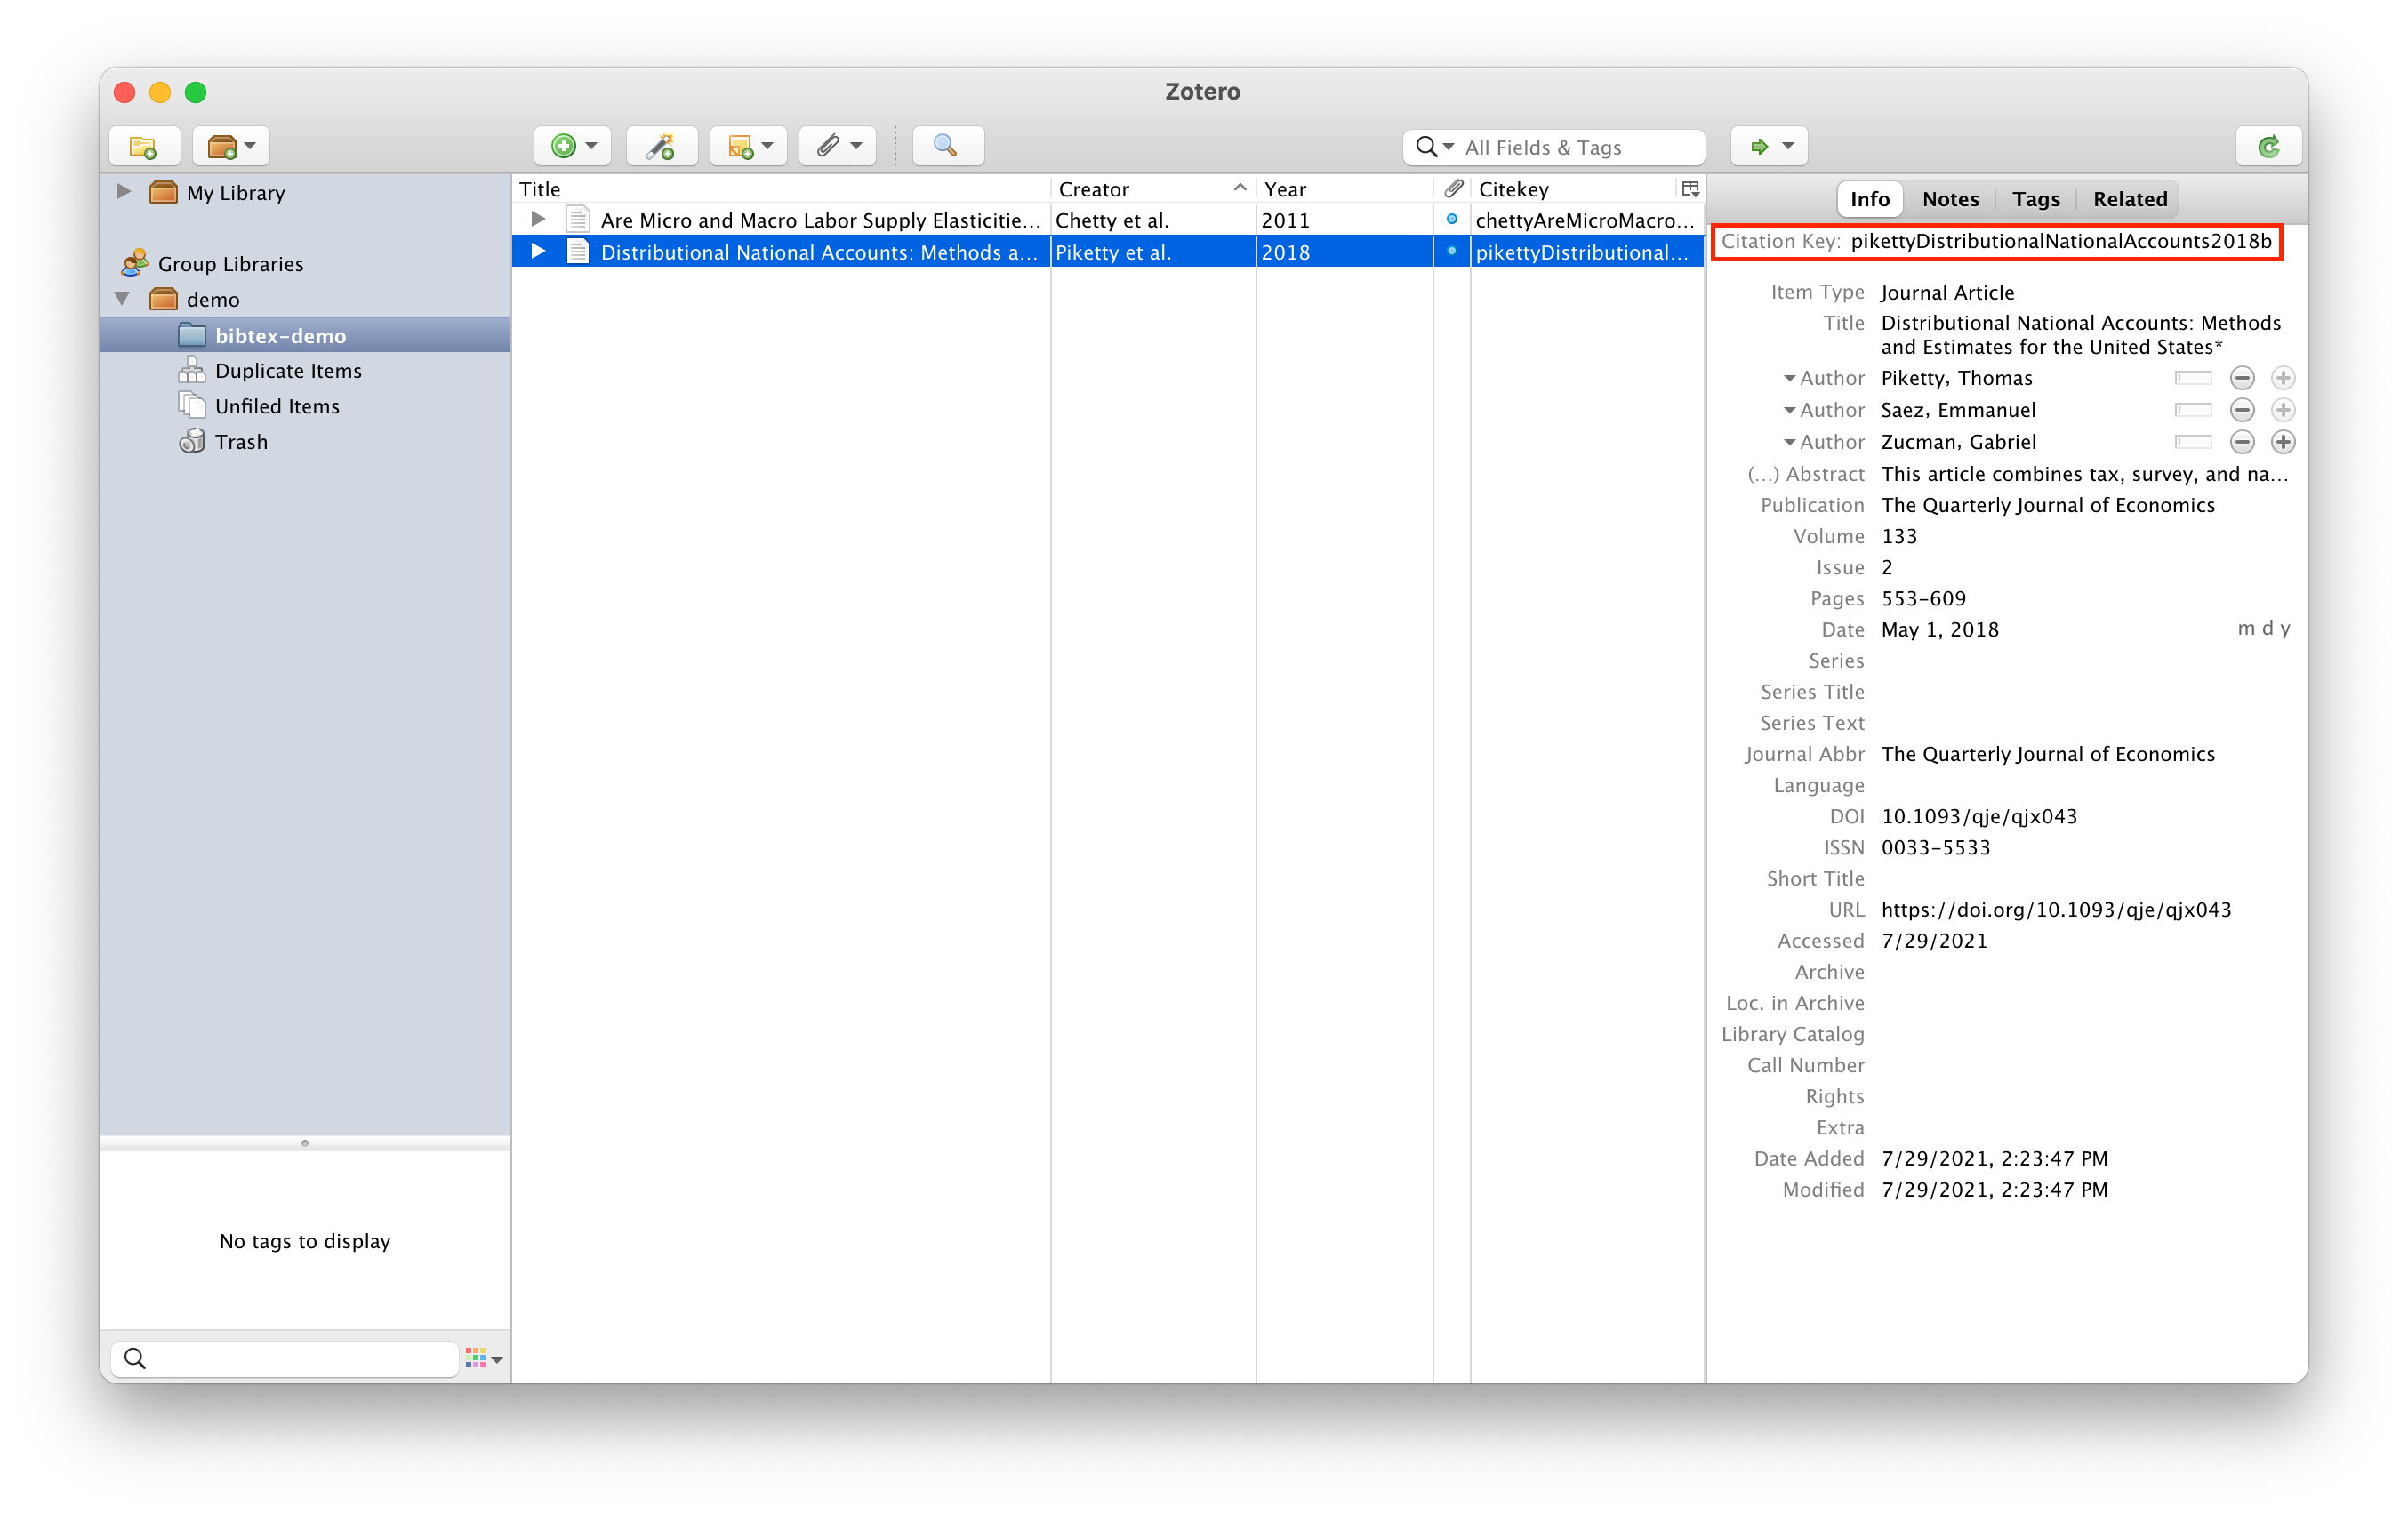 Zotero
All Fields & Tags
My Library
Group Libraries
demo
bibtex-demo
Duplicate Items
Unfiled Items
Trash
No tags to display
Title Creator Year Citekey
Are Micro and Macro Labor Supply Elasticitie... Chetty et al. 2011 chettyAreMicroMacro...
Distributional National Accounts: Methods a... Piketty et al. 2018 pikettyDistributional...
Info Notes Tags Related
Citation Key: pikettyDistributionalNationalAccounts2018b
Item Type Journal Article
Title Distributional National Accounts: Methods
and Estimates for the United States*
Author Piketty, Thomas
Author Saez, Emmanuel
Author Zucman, Gabriel
(...) Abstract This article combines tax, survey, and na...
Publication The Quarterly Journal of Economics
Volume 133
Issue 2
Pages 553-609
Date May 1, 2018 m d y
Series
Series Title
Series Text
Journal Abbr The Quarterly Journal of Economics
Language
DOI 10.1093/qje/qjx043
ISSN 0033-5533
Short Title
URL https://doi.org/10.1093/qje/qjx043
Accessed 7/29/2021
Archive
Loc. in Archive
Library Catalog
Call Number
Rights
Extra
Date Added 7/29/2021, 2:23:47 PM
Modified 7/29/2021, 2:23:47 PM